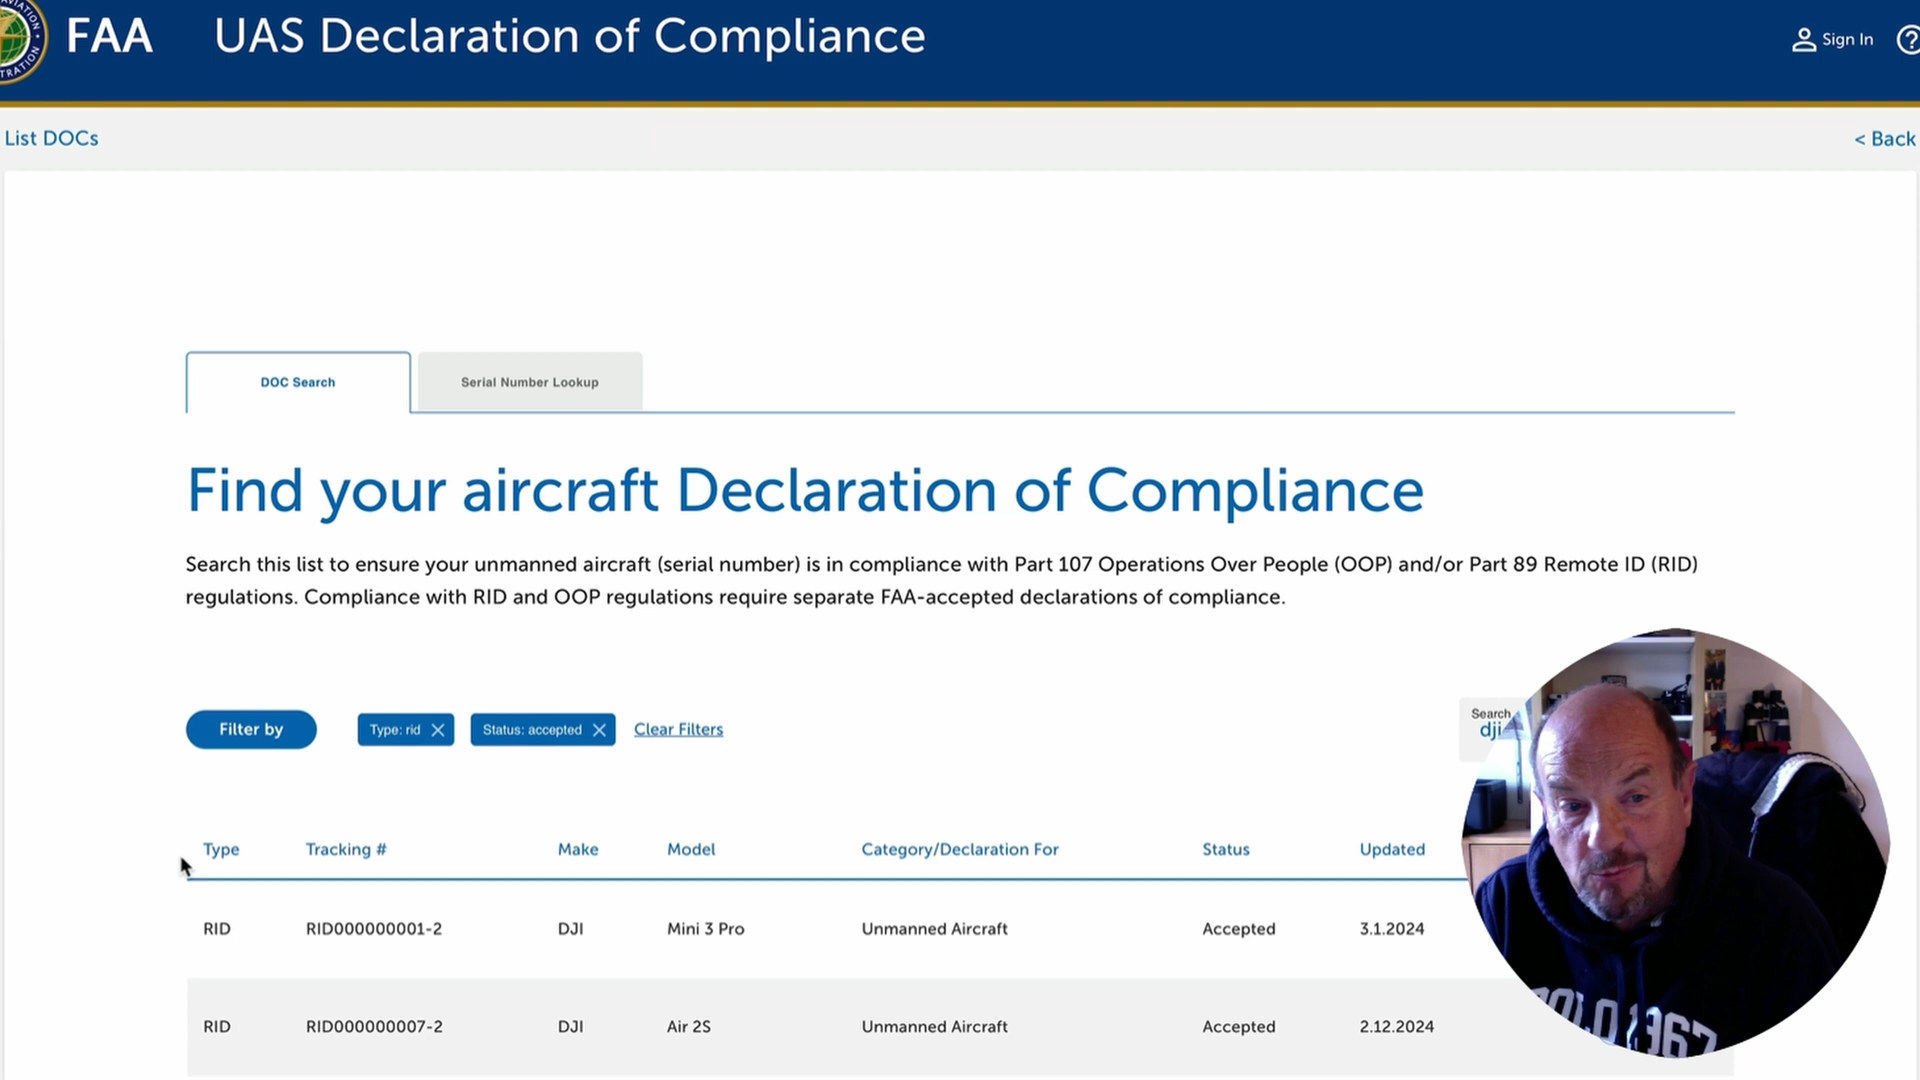 FAA UAS Declaration of Compliance Sign In
List DOCs < Back
DOC Search Serial Number Lookup
Find your aircraft Declaration of Compliance
Search this list to ensure your unmanned aircraft (serial number) is in compliance with Part 107 Operations Over People (OOP) and/or Part 89 Remote ID (RID)
regulations. Compliance with RID and OOP regulations require separate FAA-accepted declarations of compliance.
Search
Filter by Type: rid Status: accepted Clear Filters dji
Type Tracking # Make Model Category/Declaration For Status Updated
RID RID000000001-2 DJI Mini 3 Pro Unmanned Aircraft Accepted 3.1.2024
RID RID000000007-2 DJI Air 2S Unmanned Aircraft Accepted 2.12.2024
1967